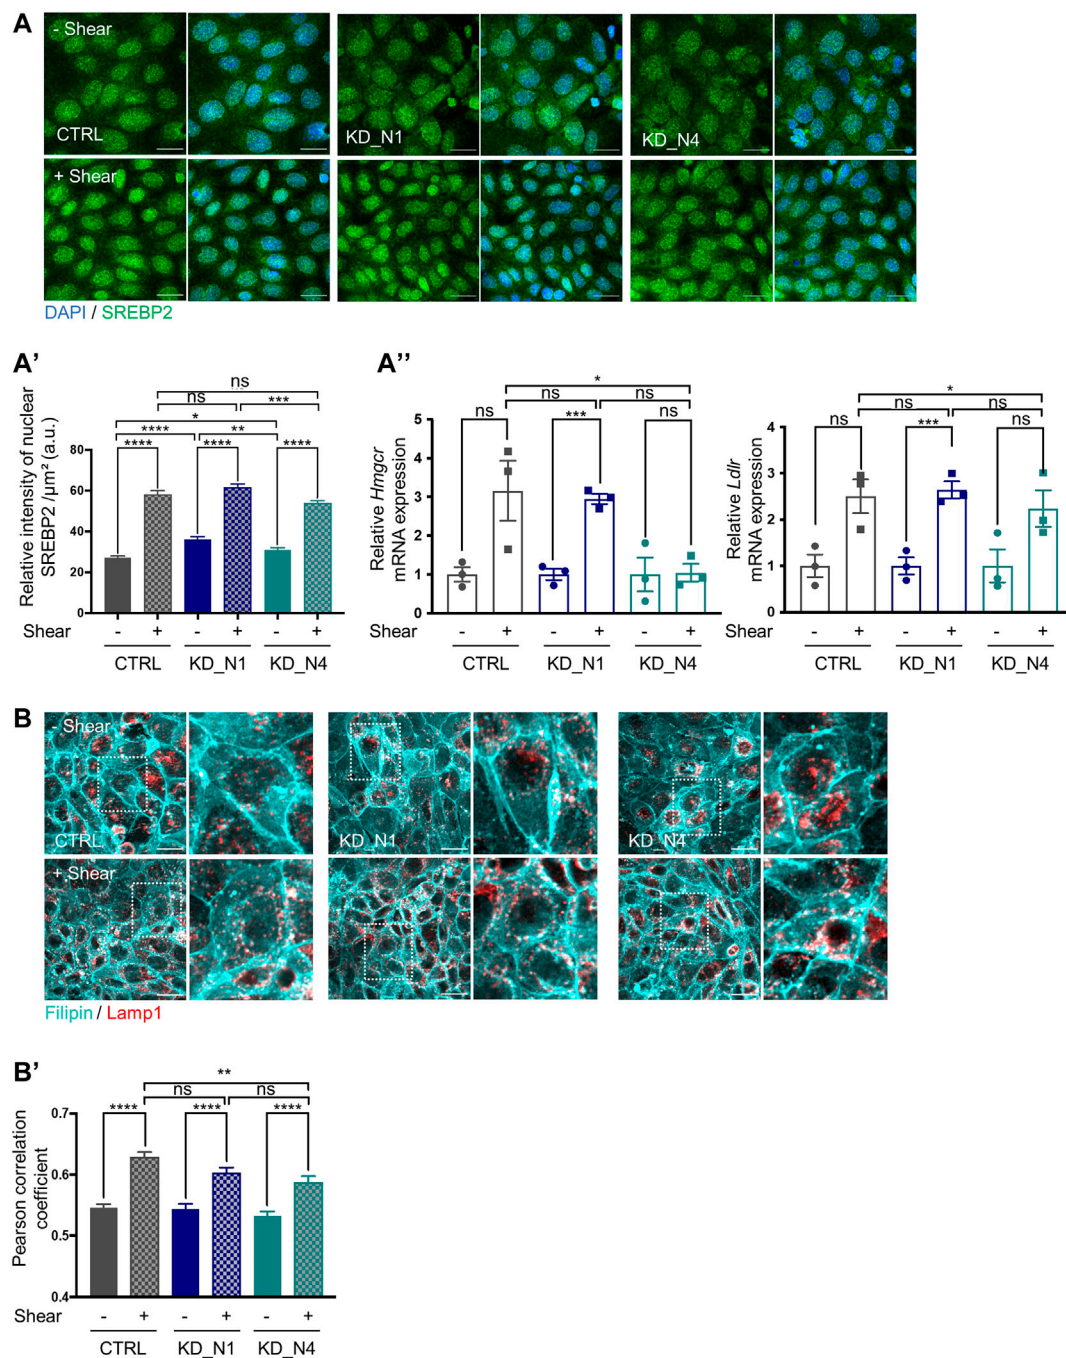 A
- Shear
CTRL
KD_N1
KD_N4
+ Shear
DAPI / SREBP2
A'
Relative intensity of nuclear
SREBP2 /µm² (a.u.)
80
60
40
20
0
ns
ns
***
*
****
**
****
****
****
Shear
- + - + - +
CTRL KD_N1 KD_N4
A''
Relative Hmgcr
mRNA expression
5
4
3
2
1
0
*
ns
ns
ns
***
ns
Shear
- + - + - +
CTRL KD_N1 KD_N4
Relative Ldlr
mRNA expression
4
3
2
1
0
*
ns
ns
ns
***
ns
Shear
- + - + - +
CTRL KD_N1 KD_N4
B
- Shear
CTRL
KD_N1
KD_N4
+ Shear
Filipin / Lamp1
B'
Pearson correlation
coefficient
0.7
0.6
0.5
0.4
**
ns
ns
****
****
****
Shear
- + - + - +
CTRL KD_N1 KD_N4